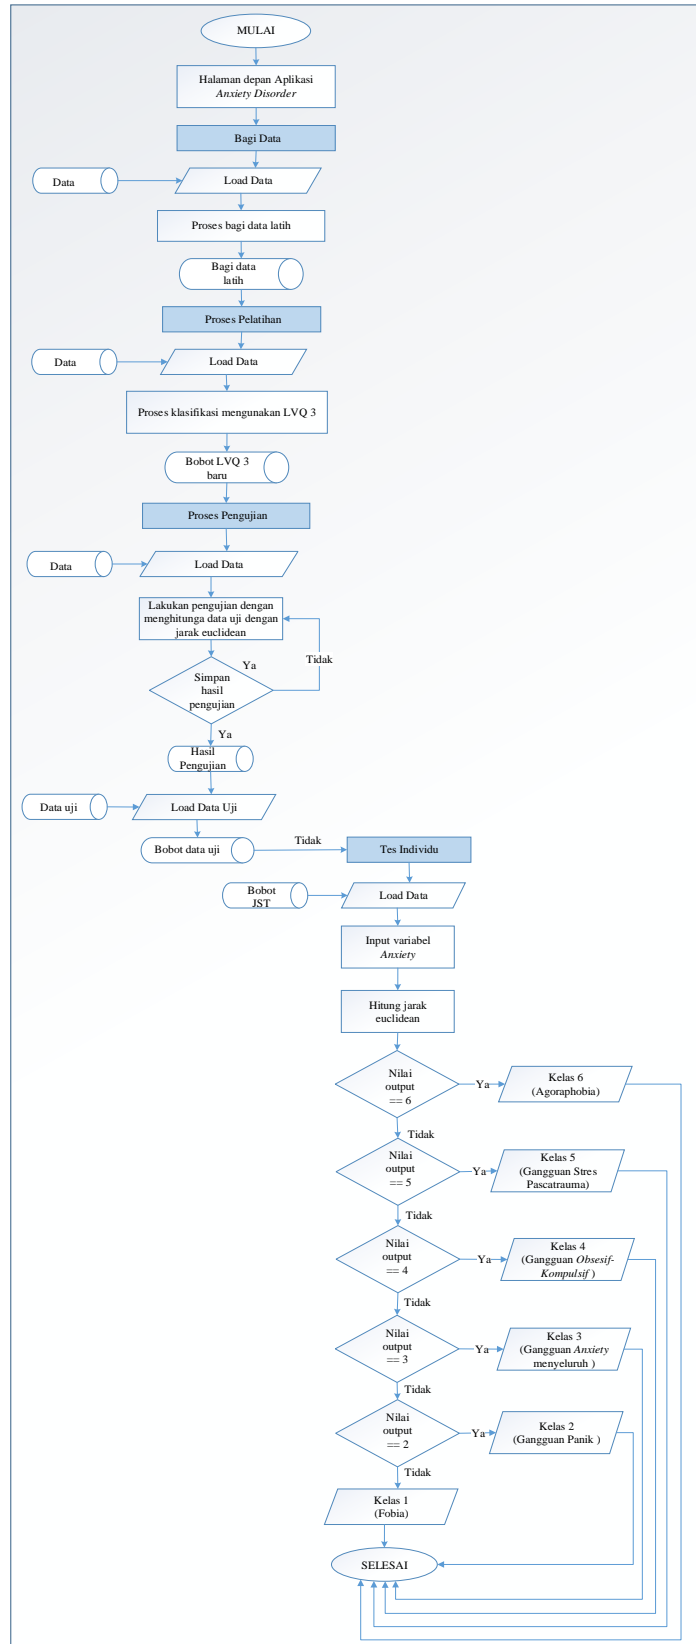 MULAI
Halaman depan Aplikasi
Anxiety Disorder
Bagi Data
Data
Load Data
Proses bagi data latih
Bagi data
latih
Proses Pelatihan
Data
Load Data
Proses klasifikasi mengunakan LVQ 3
Bobot LVQ 3
baru
Proses Pengujian
Data
Load Data
Lakukan pengujian dengan
menghitunga data uji dengan
jarak euclidean
Ya
Tidak
Simpan
hasil
pengujian
Ya
Hasil
Pengujian
Data uji
Load Data Uji
Bobot data uji
Tidak
Tes Individu
Bobot
JST
Load Data
Input variabel
Anxiety
Hitung jarak
euclidean
Nilai
output
== 6
Ya
Kelas 6
(Agoraphobia)
Tidak
Nilai
output
== 5
Ya
Kelas 5
(Gangguan Stres
Pascatrauma)
Tidak
Nilai
output
== 4
Ya
Kelas 4
(Gangguan Obsesif-
Kompulsif )
Tidak
Nilai
output
== 3
Ya
Kelas 3
(Gangguan Anxiety
menyeluruh )
Tidak
Nilai
output
== 2
Ya
Kelas 2
(Gangguan Panik )
Tidak
Kelas 1
(Fobia)
SELESAI